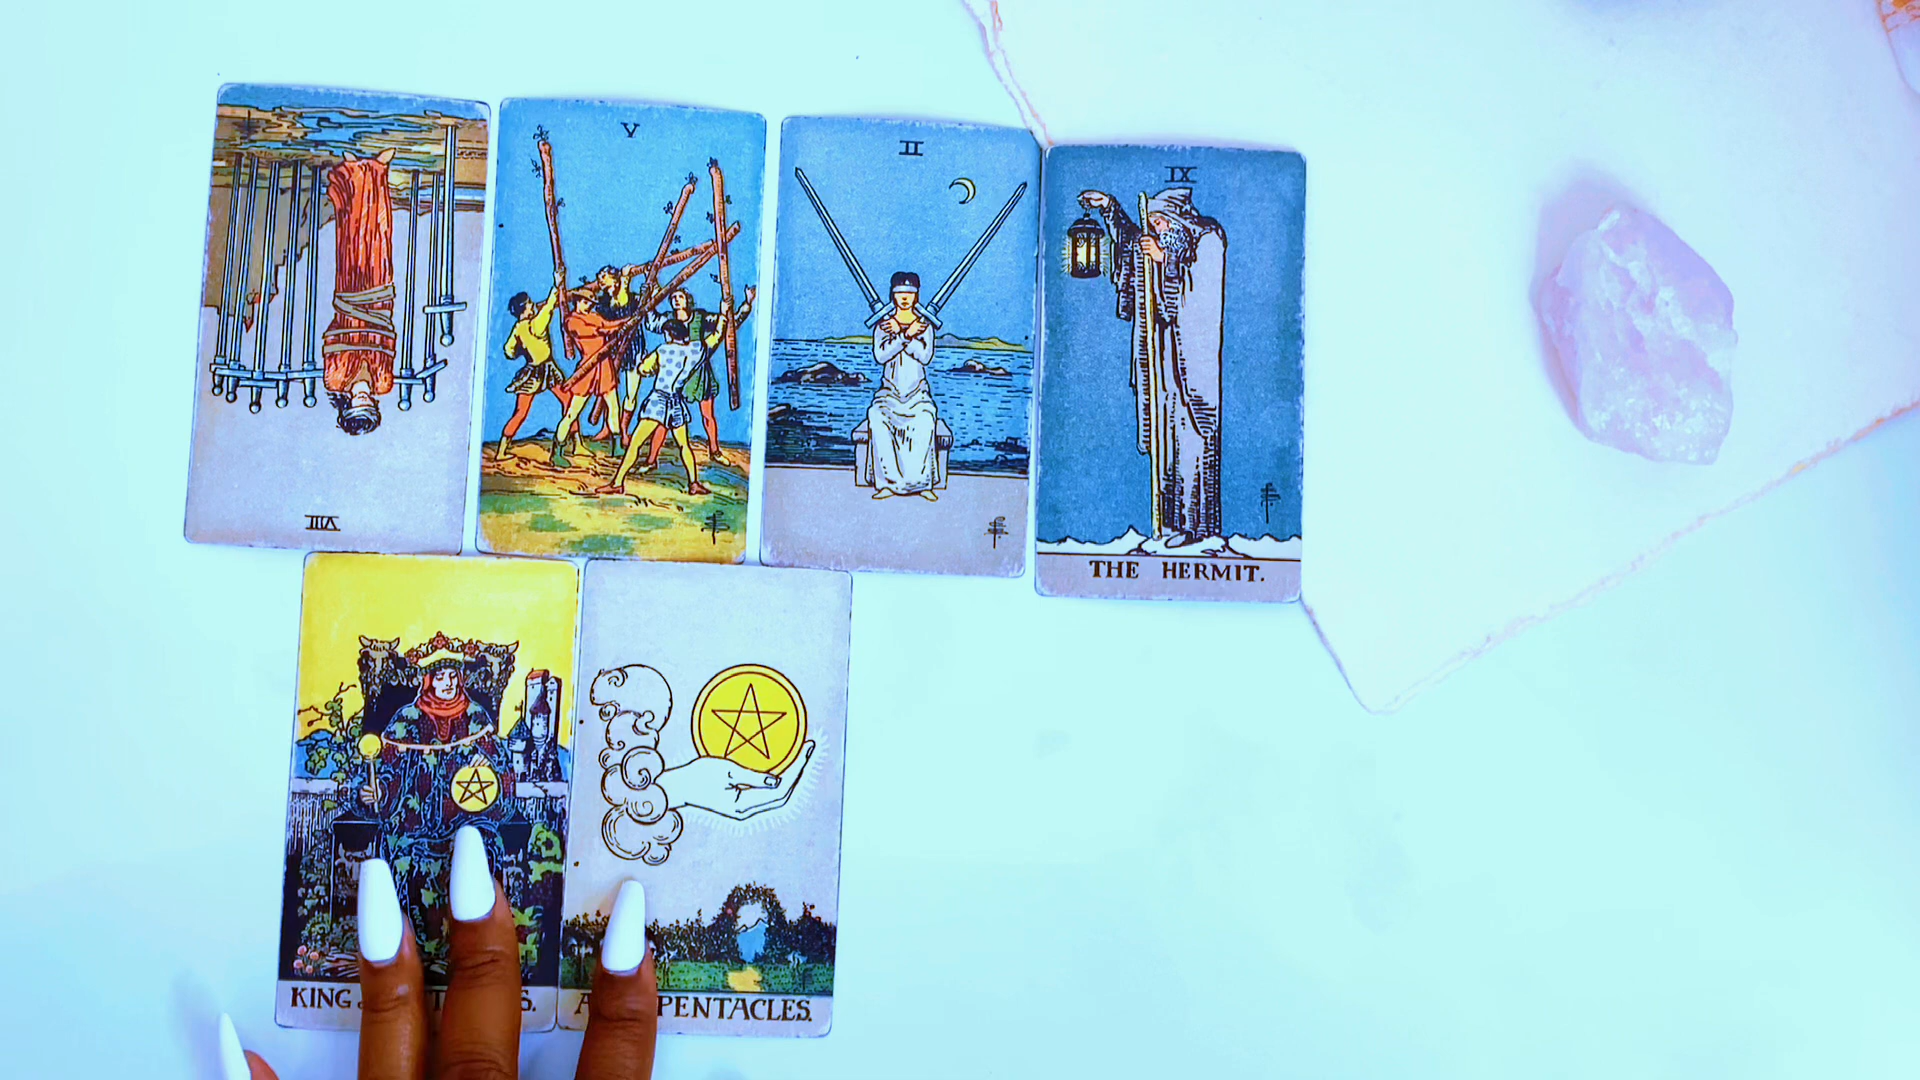 VIII
V
II
IX
THE HERMIT.
KING
PENTACLES.